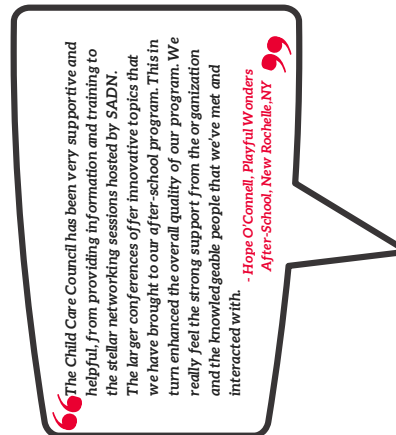 “The Child Care Council has been very supportive and
helpful, from providing information and training to
the stellar networking sessions hosted by SADN.
The larger conferences offer innovative topics that
we have brought to our after-school program. This in
turn enhanced the overall quality of our program. We
really feel the strong support from the organization
and the knowledgeable people that we've met and
interacted with.”
- Hope O'Connell, Playful Wonders
After-School, New Rochelle,NY